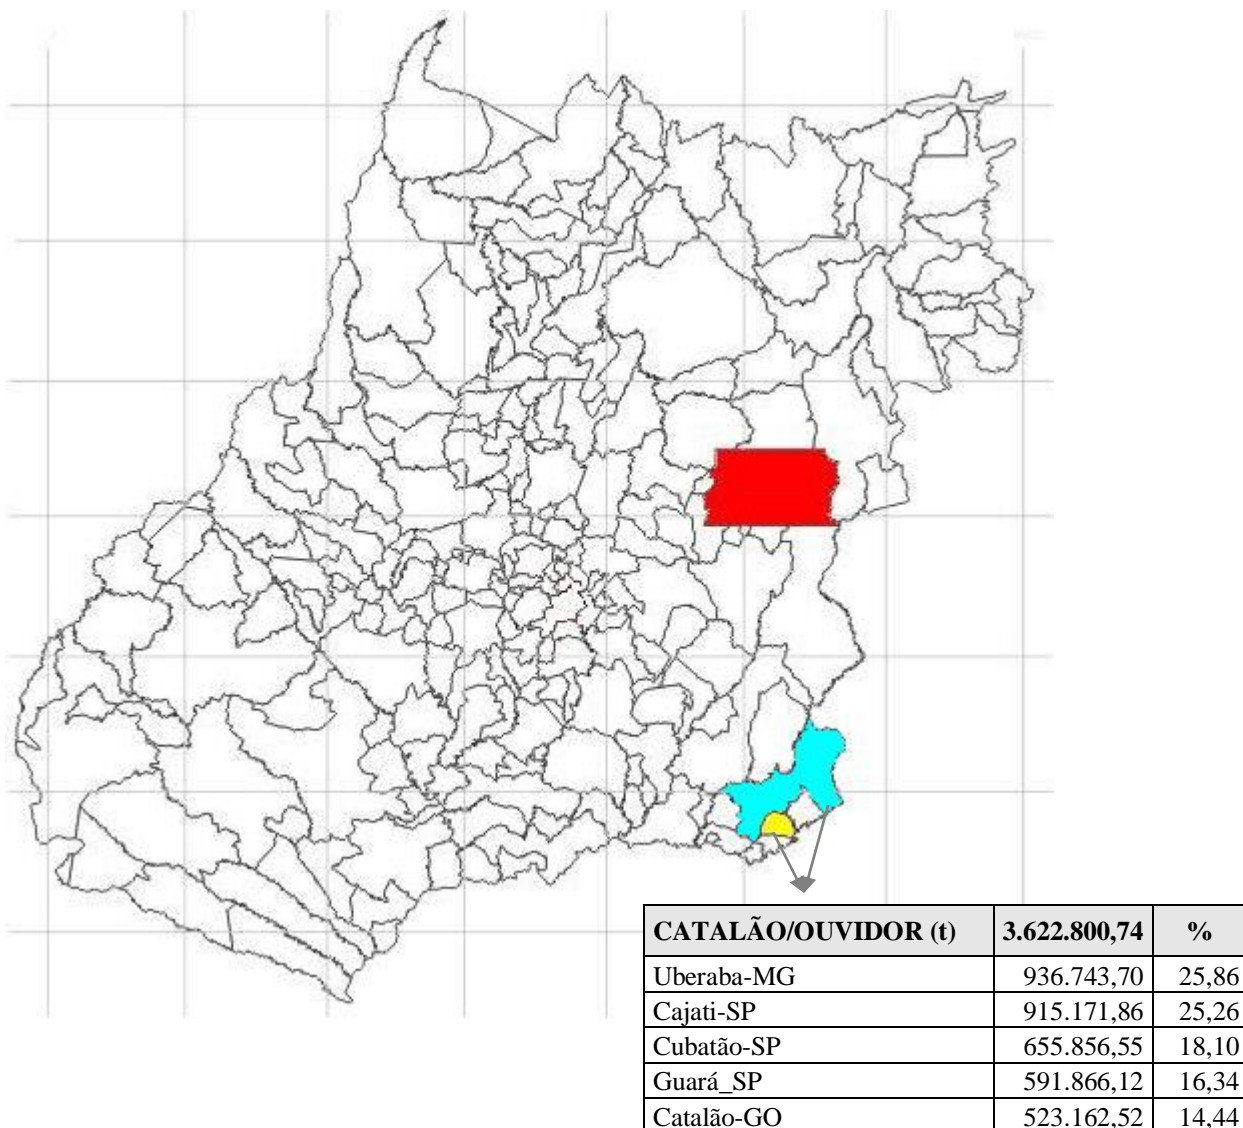 CATALÃO/OUVIDOR (t) 3.622.800,74 %
Uberaba-MG 936.743,70 25,86
Cajati-SP 915.171,86 25,26
Cubatão-SP 655.856,55 18,10
Guará_SP 591.866,12 16,34
Catalão-GO 523.162,52 14,44